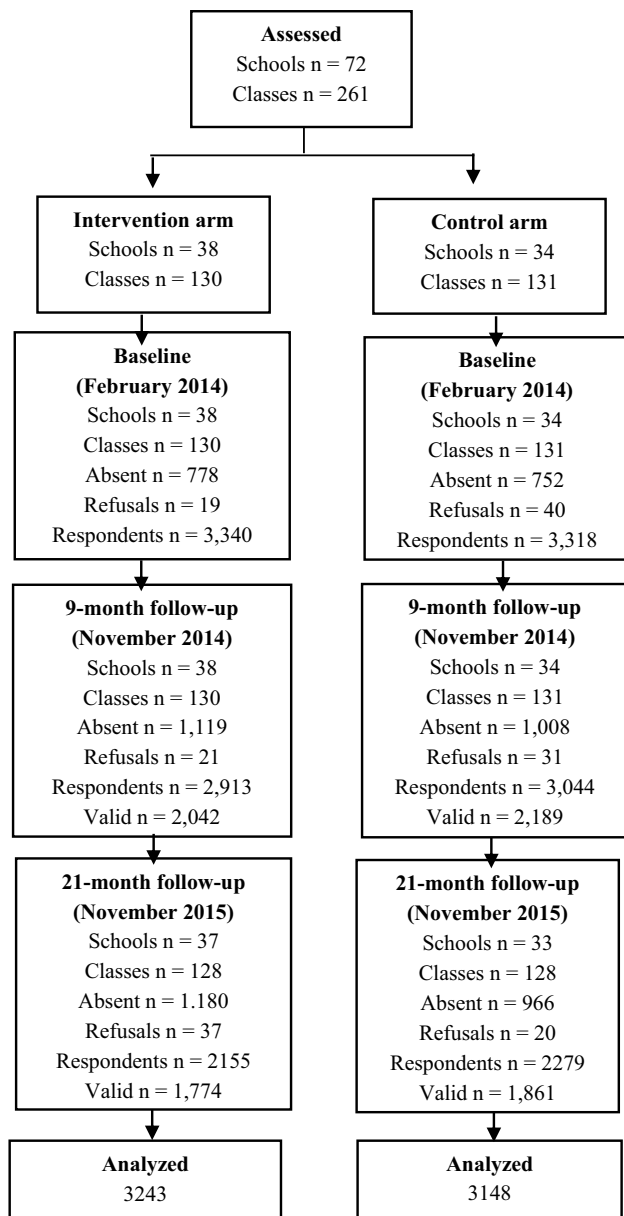 Assessed
Schools n = 72
Classes n = 261
Intervention arm
Schools n = 38
Classes n = 130
Control arm
Schools n = 34
Classes n = 131
Baseline
(February 2014)
Schools n = 38
Classes n = 130
Absent n = 778
Refusals n = 19
Respondents n = 3,340
Baseline
(February 2014)
Schools n = 34
Classes n = 131
Absent n = 752
Refusals n = 40
Respondents n = 3,318
9-month follow-up
(November 2014)
Schools n = 38
Classes n = 130
Absent n = 1,119
Refusals n = 21
Respondents n = 2,913
Valid n = 2,042
9-month follow-up
(November 2014)
Schools n = 34
Classes n = 131
Absent n = 1,008
Refusals n = 31
Respondents n = 3,044
Valid n = 2,189
21-month follow-up
(November 2015)
Schools n = 37
Classes n = 128
Absent n = 1.180
Refusals n = 37
Respondents n = 2155
Valid n = 1,774
21-month follow-up
(November 2015)
Schools n = 33
Classes n = 128
Absent n = 966
Refusals n = 20
Respondents n = 2279
Valid n = 1,861
Analyzed
3243
Analyzed
3148